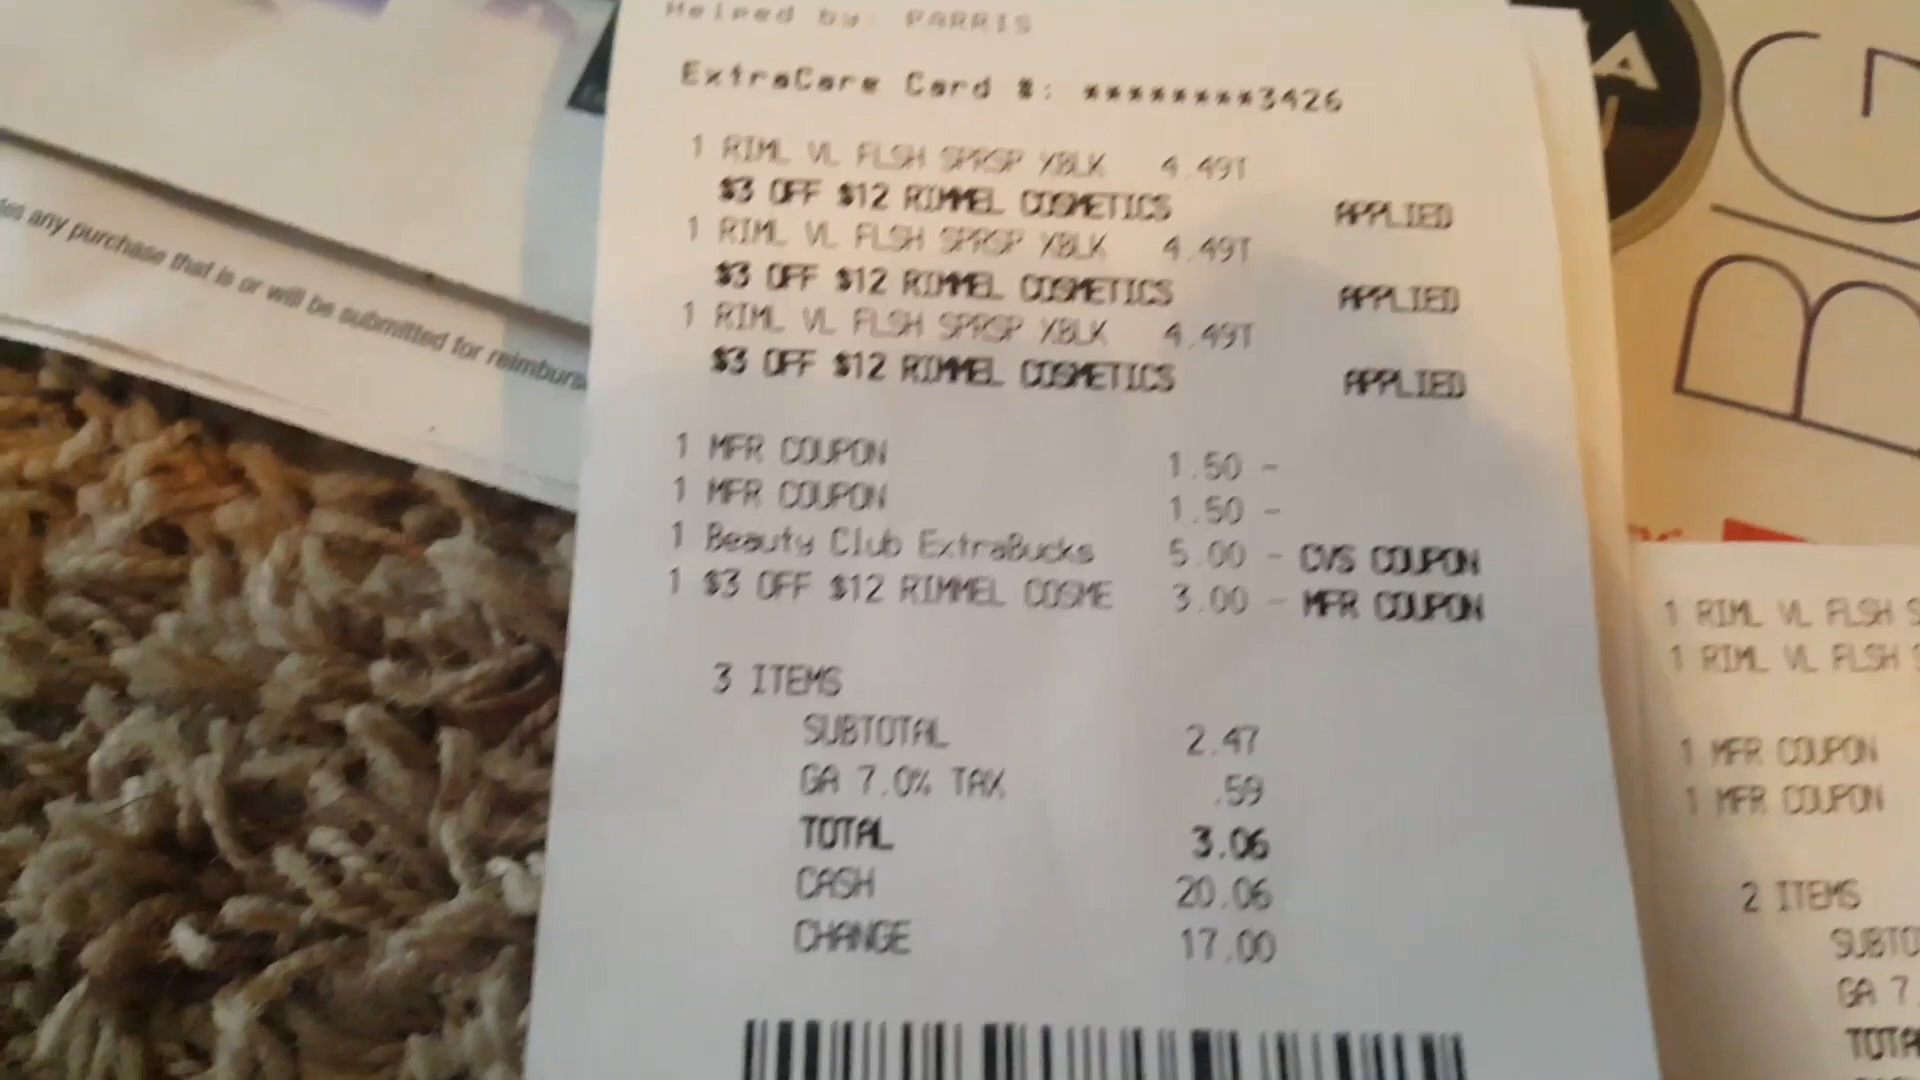 Helped by: PARRIS
ExtraCare Card #: ********3426
1 RIML VL FLSH SPRSP XBLK 4.49T
$3 OFF $12 RIMMEL COSMETICS APPLIED
1 RIML VL FLSH SPRSP XBLK 4.49T
$3 OFF $12 RIMMEL COSMETICS APPLIED
1 RIML VL FLSH SPRSP XBLK 4.49T
$3 OFF $12 RIMMEL COSMETICS APPLIED
1 MFR COUPON 1.50 -
1 MFR COUPON 1.50 -
1 Beauty Club ExtraBucks 5.00 - CVS COUPON
1 $3 OFF $12 RIMMEL COSME 3.00 - MFR COUPON
3 ITEMS
SUBTOTAL 2.47
GA 7.0% TAX .59
TOTAL 3.06
CASH 20.06
CHANGE 17.00
any purchase that is or will be submitted for
BIG
1 RIML VL FLSH
1 RIML VL FLSH
1 MFR COUPON
1 MFR COUPON
2 ITEMS
GA 7